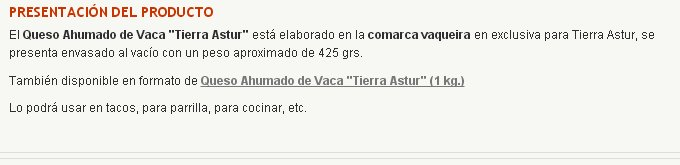 PRESENTACIÓN DEL PRODUCTO
El Queso Ahumado de Vaca "Tierra Astur" está elaborado en la comarca vaqueira en exclusiva para Tierra Astur, se
presenta envasado al vacío con un peso aproximado de 425 grs.
También disponible en formato de Queso Ahumado de Vaca "Tierra Astur" (1 kg.)
Lo podrá usar en tacos, para parrilla, para cocinar, etc.